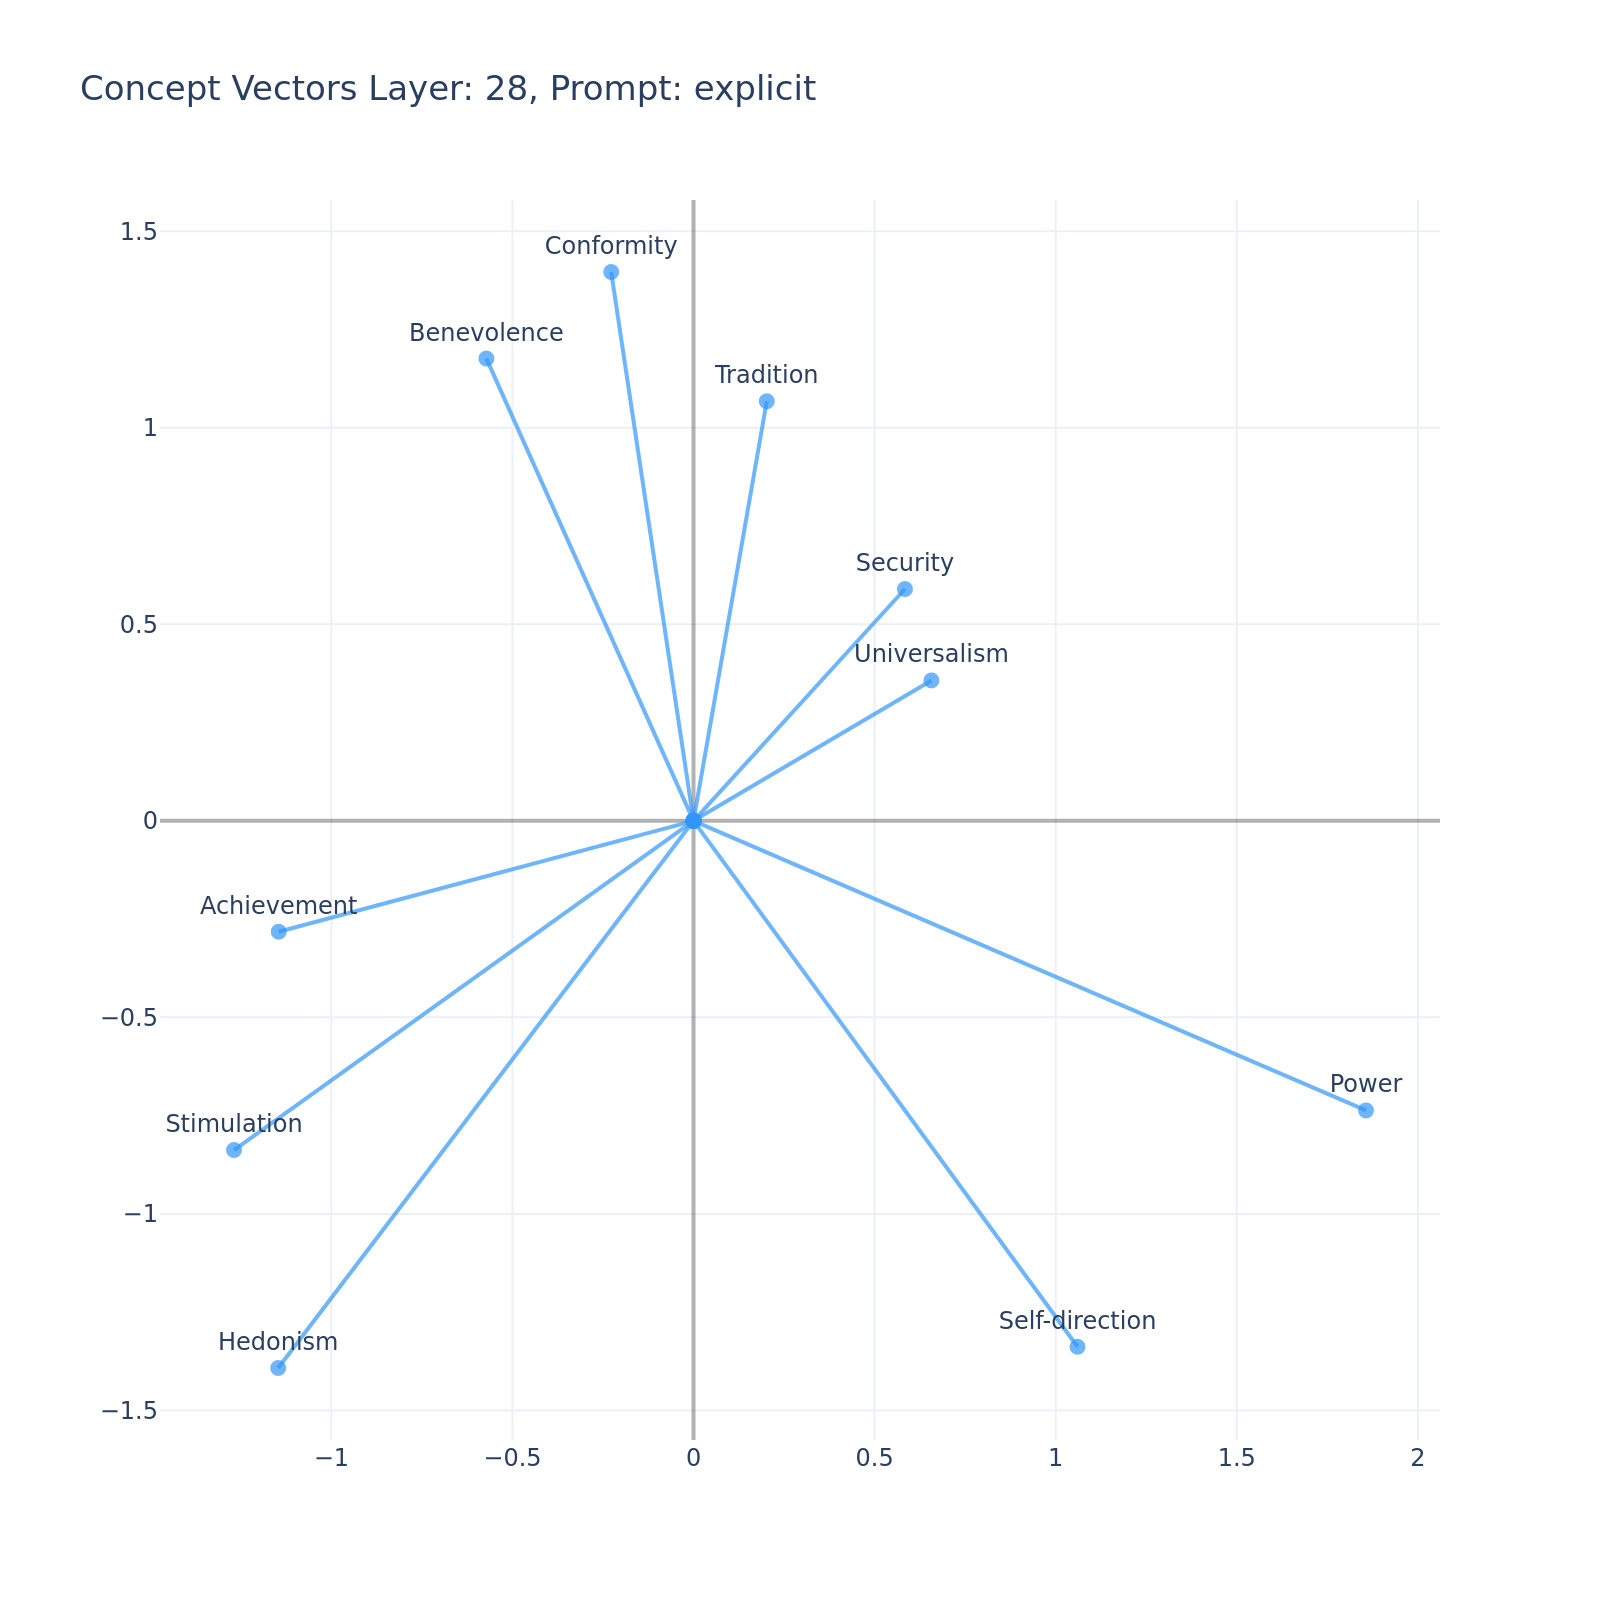 Concept Vectors Layer: 28, Prompt: explicit
1.5
Conformity
Benevolence
Tradition
1
Security
0.5
Universalism
0
Achievement
−0.5
Power
Stimulation
−1
Self-direction
Hedonism
−1.5
−1 −0.5 0 0.5 1 1.5 2